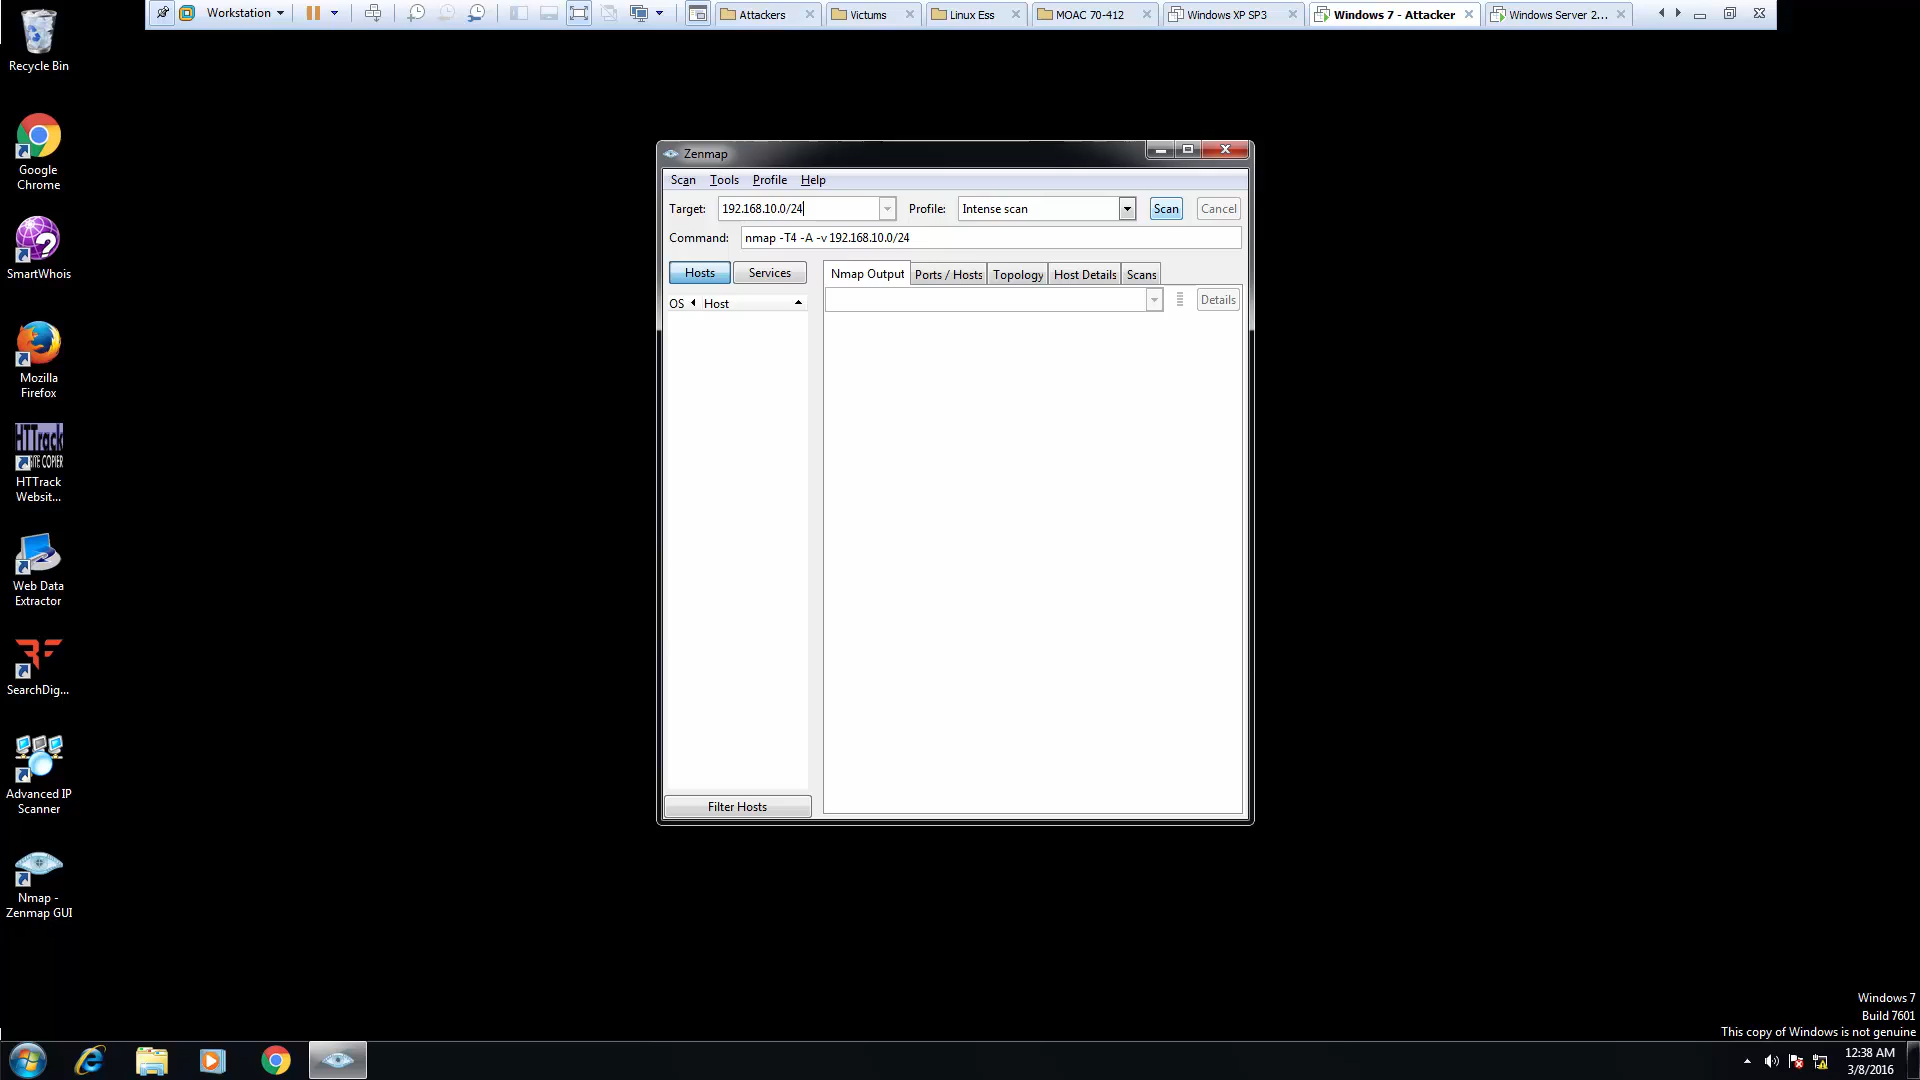 Workstation
Attackers
Victums
Linux Ess
MOAC 70-412
Windows XP SP3
Windows 7 - Attacker
Windows Server 2...
Recycle Bin
Google
Chrome
SmartWhois
Mozilla
Firefox
HTTrack
SITE COPIER
HTTrack
Websit...
Web Data
Extractor
RF
SearchDig...
Advanced IP
Scanner
Nmap -
Zenmap GUI
Zenmap
Scan Tools Profile Help
Target: 192.168.10.0/24 Profile: Intense scan Scan Cancel
Command: nmap -T4 -A -v 192.168.10.0/24
Hosts Services
Nmap Output Ports / Hosts Topology Host Details Scans
OS Host
Details
Filter Hosts
Windows 7
Build 7601
This copy of Windows is not genuine
12:38 AM
3/8/2016